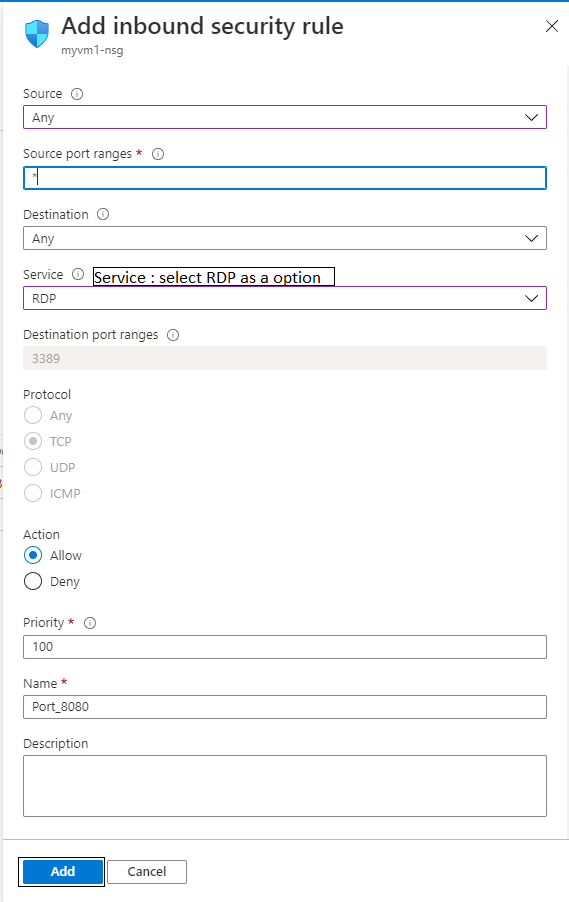 Add inbound security rule
myvm1-nsg
Source
Any
Source port ranges *
*
Destination
Any
Service Service : select RDP as a option
RDP
Destination port ranges
3389
Protocol
Any
TCP
UDP
ICMP
Action
Allow
Deny
Priority *
100
Name *
Port_8080
Description
Add Cancel